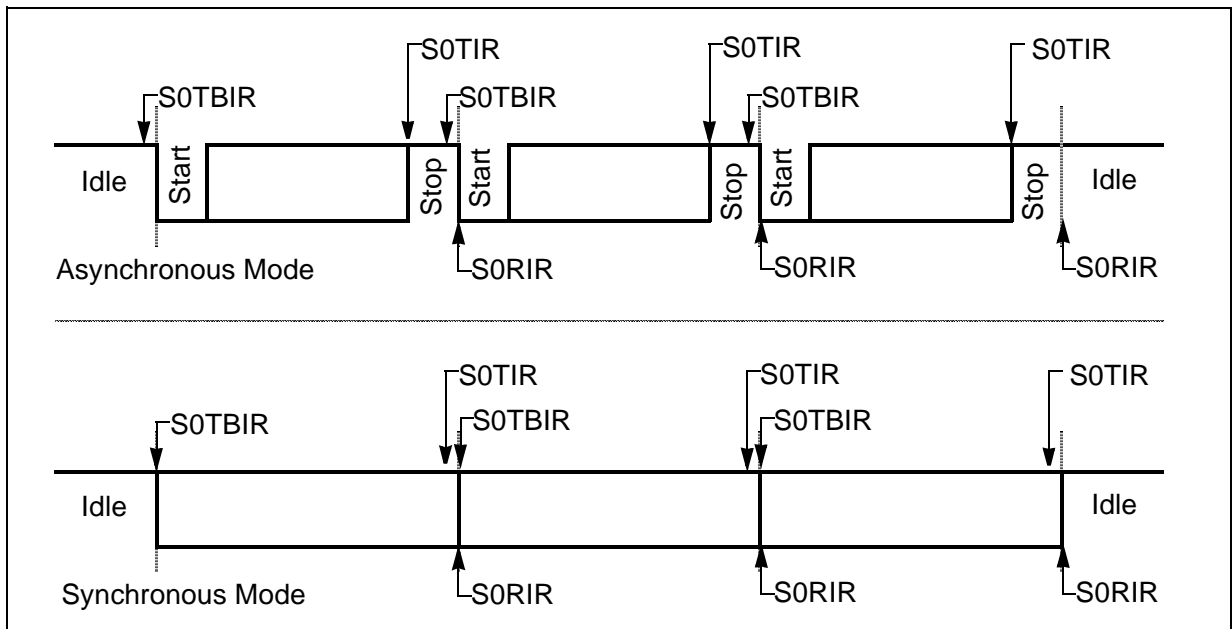 S0TIR S0TIR S0TIR
S0TBIR S0TBIR S0TBIR
Idle Start Stop Start Stop Start Stop Idle
Asynchronous Mode S0RIR S0RIR S0RIR
S0TIR S0TIR S0TIR
S0TBIR S0TBIR S0TBIR
Idle Idle
Synchronous Mode S0RIR S0RIR S0RIR